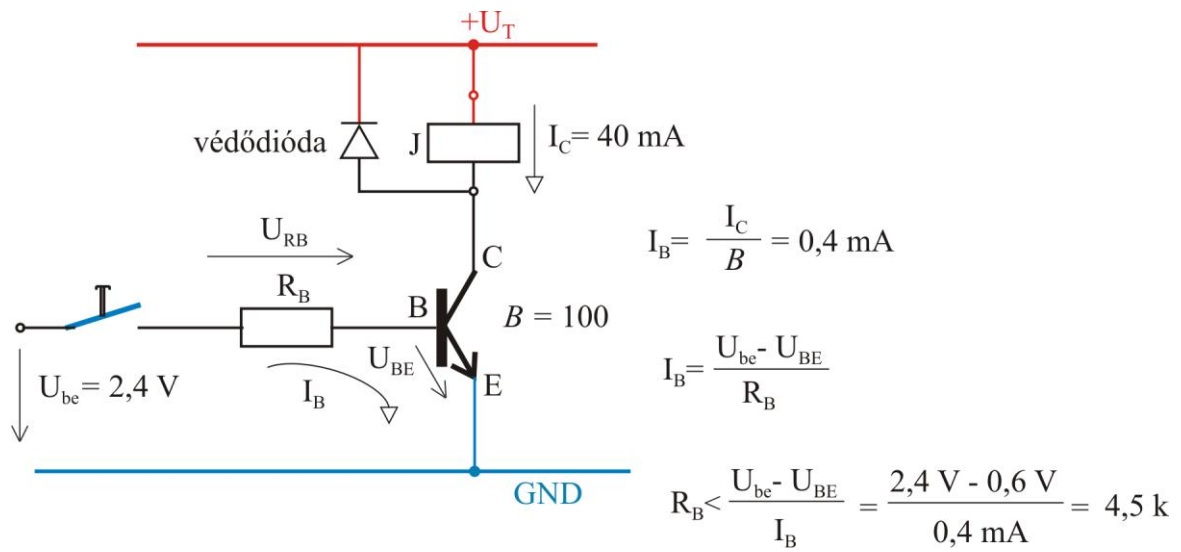 +U_T
védődióda
J
I_C= 40 mA
U_RB
R_B
C
B
B = 100
U_BE
E
I_B
U_be= 2,4 V
GND
I_B= I_C / B = 0,4 mA
I_B= U_be- U_BE / R_B
R_B< U_be- U_BE / I_B = 2,4 V - 0,6 V / 0,4 mA = 4,5 k